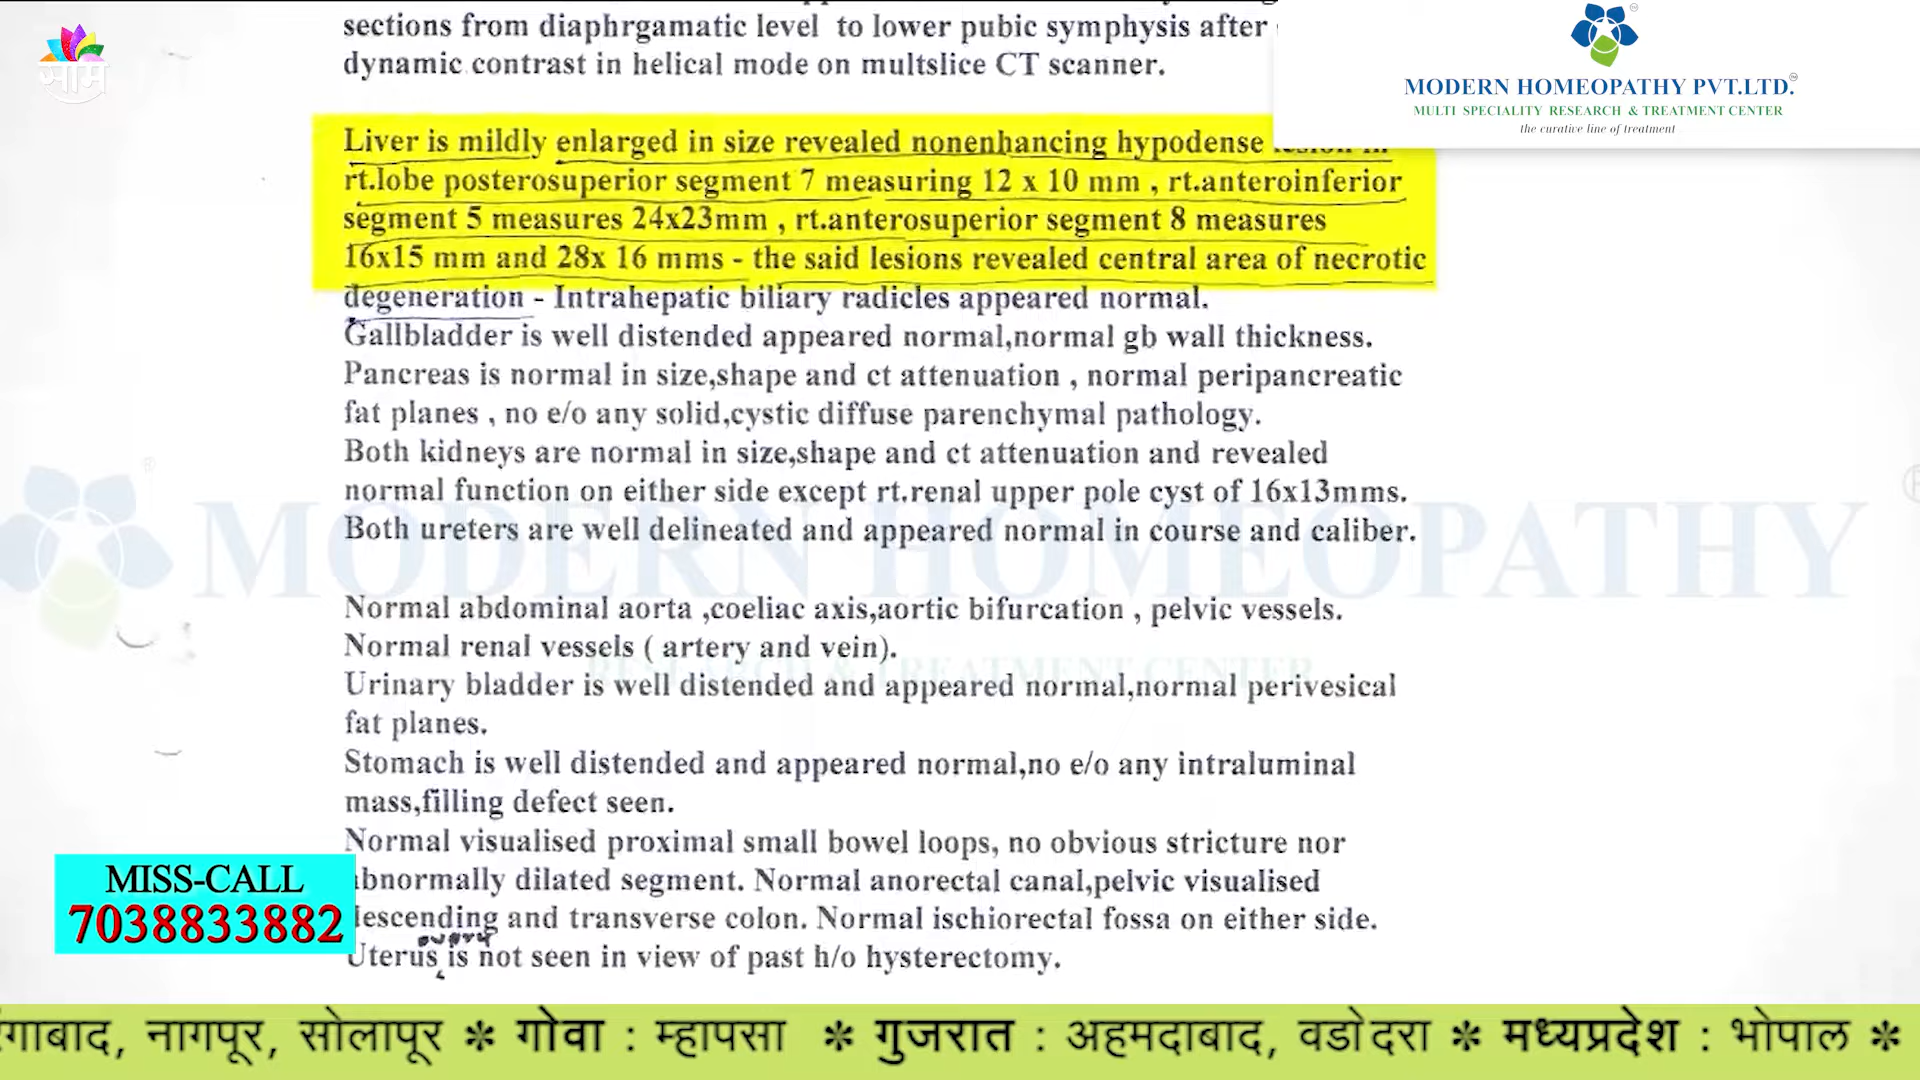 sections from diaphrgamatic level to lower pubic symphysis after
dynamic contrast in helical mode on multslice CT scanner.
Liver is mildly enlarged in size revealed nonenhancing hypodense lesion in
rt.lobe posterosuperior segment 7 measuring 12 x 10 mm , rt.anteroinferior
segment 5 measures 24x23mm , rt.anterosuperior segment 8 measures
16x15 mm and 28x 16 mms - the said lesions revealed central area of necrotic
degeneration - Intrahepatic biliary radicles appeared normal.
Gallbladder is well distended appeared normal,normal gb wall thickness.
Pancreas is normal in size,shape and ct attenuation , normal peripancreatic
fat planes , no e/o any solid,cystic diffuse parenchymal pathology.
Both kidneys are normal in size,shape and ct attenuation and revealed
normal function on either side except rt.renal upper pole cyst of 16x13mms.
Both ureters are well delineated and appeared normal in course and caliber.
Normal abdominal aorta ,coeliac axis,aortic bifurcation , pelvic vessels.
Normal renal vessels ( artery and vein).
Urinary bladder is well distended and appeared normal,normal perivesical
fat planes.
Stomach is well distended and appeared normal,no e/o any intraluminal
mass,filling defect seen.
Normal visualised proximal small bowel loops, no obvious stricture nor
abnormally dilated segment. Normal anorectal canal,pelvic visualised
descending and transverse colon. Normal ischiorectal fossa on either side.
Uterus is not seen in view of past h/o hysterectomy.
MODERN HOMEOPATHY PVT.LTD.
MULTI SPECIALITY RESEARCH & TREATMENT CENTER
the curative line of treatment
MODERN HOMEOPATHY
RESEARCH & TREATMENT CENTER
MISS-CALL
7038833882
गाबाद, नागपूर, सोलापूर * गोवा : म्हापसा * गुजरात : अहमदाबाद, वडोदरा * मध्यप्रदेश : भोपाल *